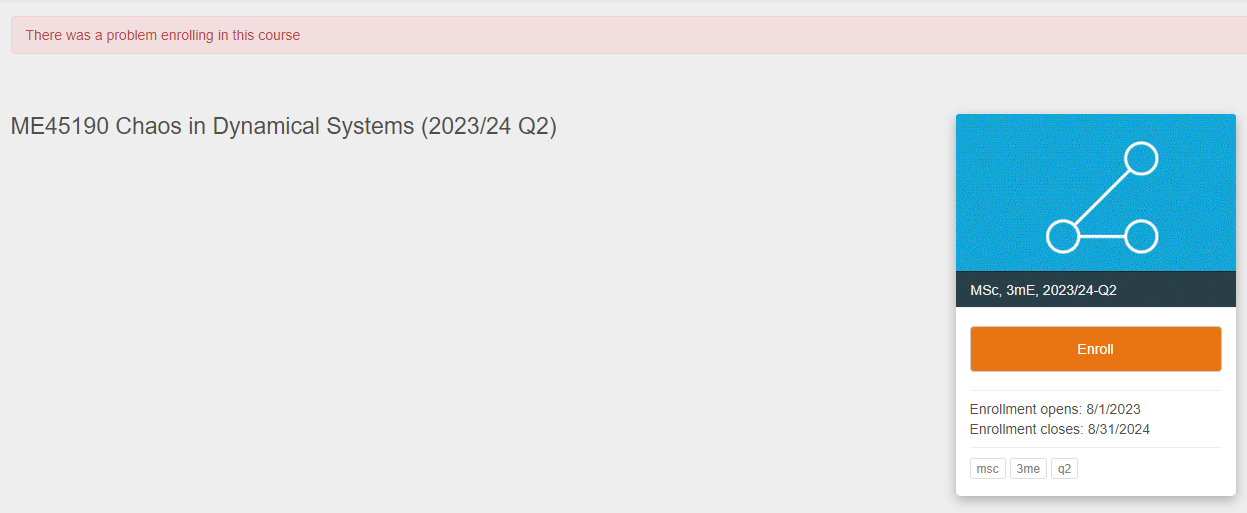 There was a problem enrolling in this course
ME45190 Chaos in Dynamical Systems (2023/24 Q2)
MSc, 3mE, 2023/24-Q2
Enroll
Enrollment opens: 8/1/2023
Enrollment closes: 8/31/2024
msc 3me q2